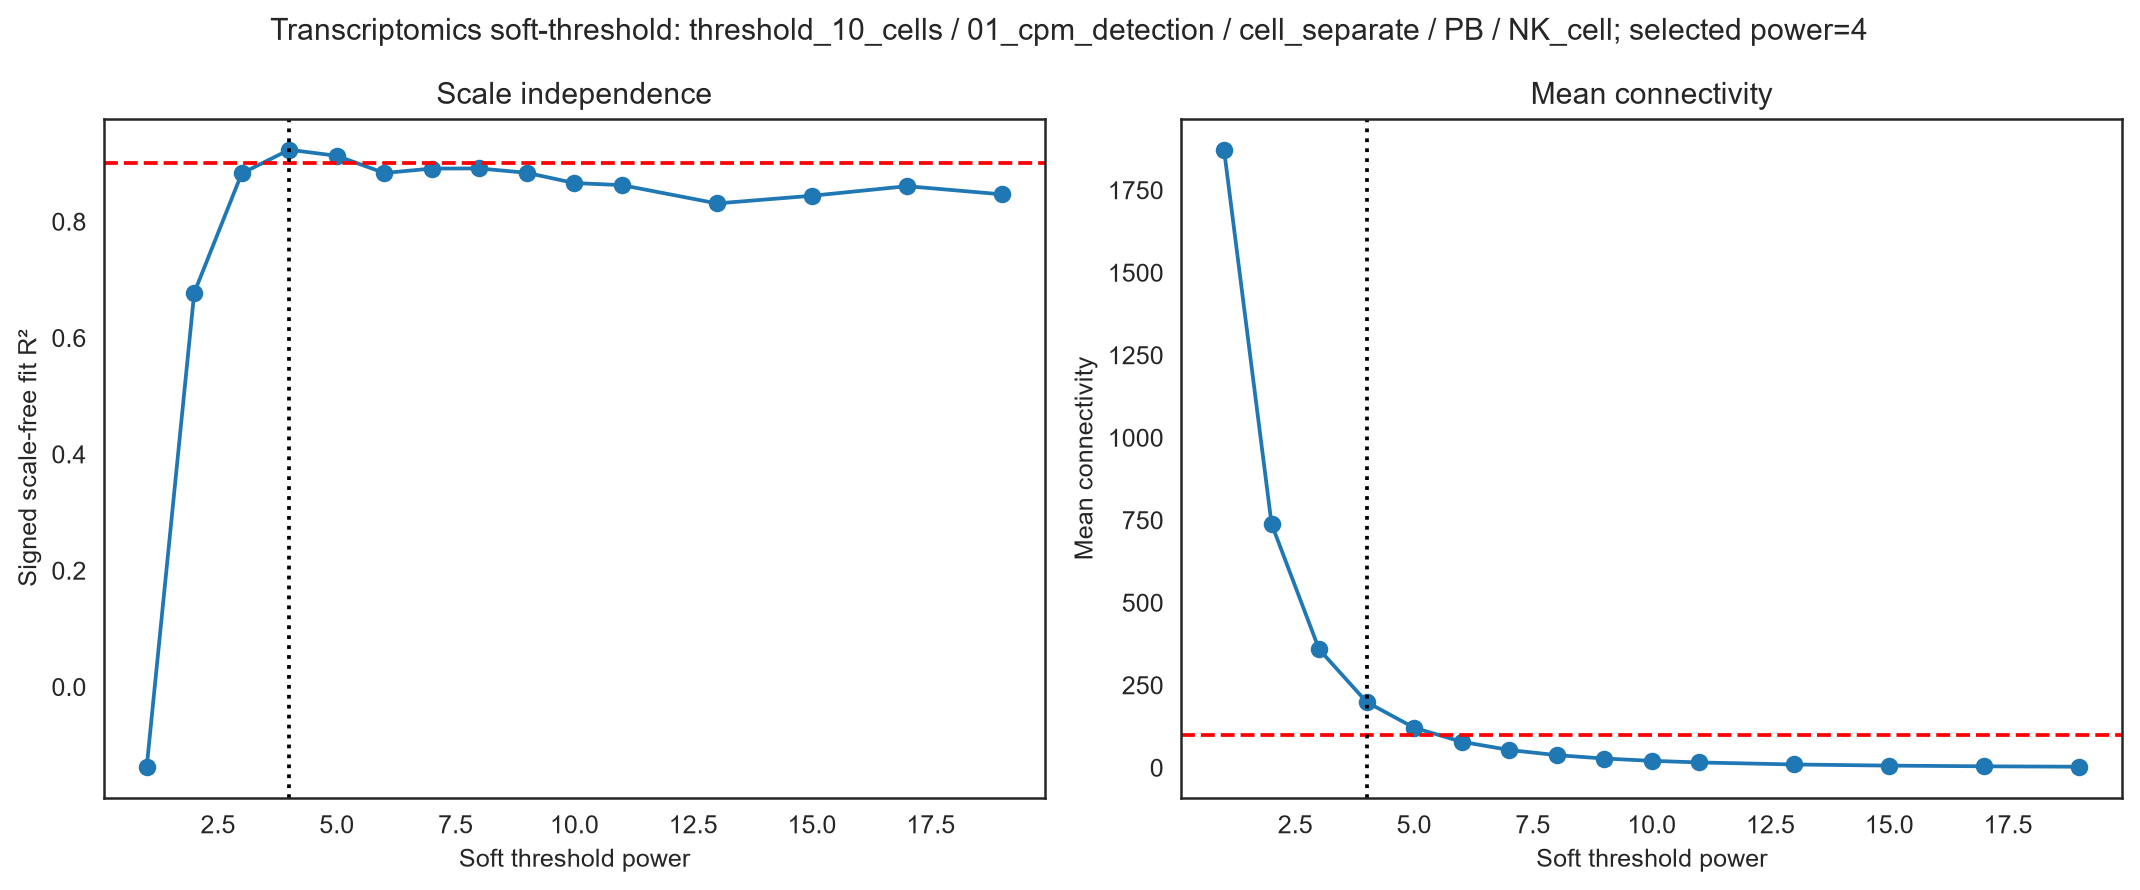 Transcriptomics soft-threshold: threshold_10_cells / 01_cpm_detection / cell_separate / PB / NK_cell; selected power=4
Scale independence
Signed scale-free fit R²
0.8
0.6
0.4
0.2
0.0
2.5 5.0 7.5 10.0 12.5 15.0 17.5
Soft threshold power
Mean connectivity
Mean connectivity
1750
1500
1250
1000
750
500
250
0
2.5 5.0 7.5 10.0 12.5 15.0 17.5
Soft threshold power